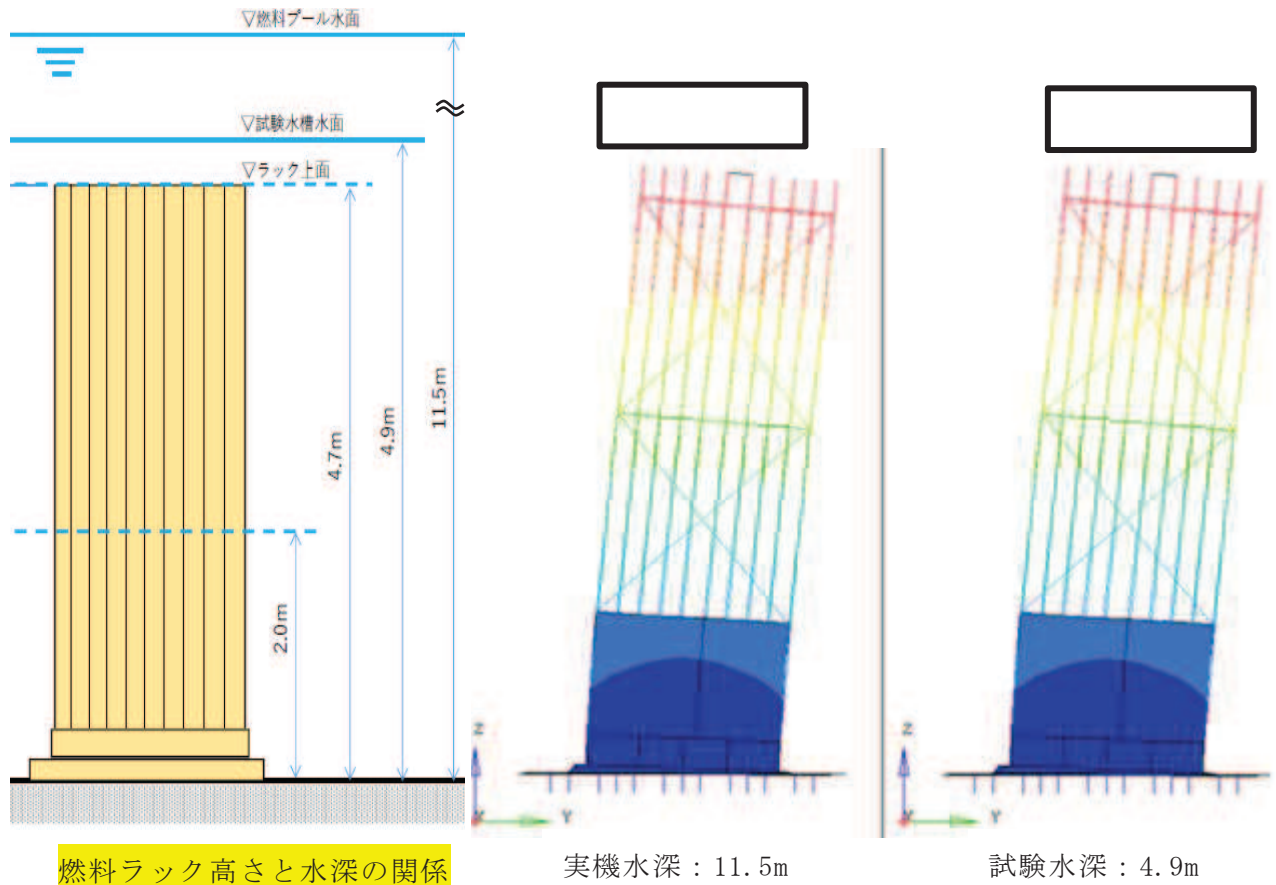 ▽燃料プール水面
▽試験水槽水面
▽ラック上面
11.5m
4.9m
4.7m
2.0m
Z
Y
X
Z
Y
X
燃料ラック高さと水深の関係
実機水深：11.5m
試験水深：4.9m